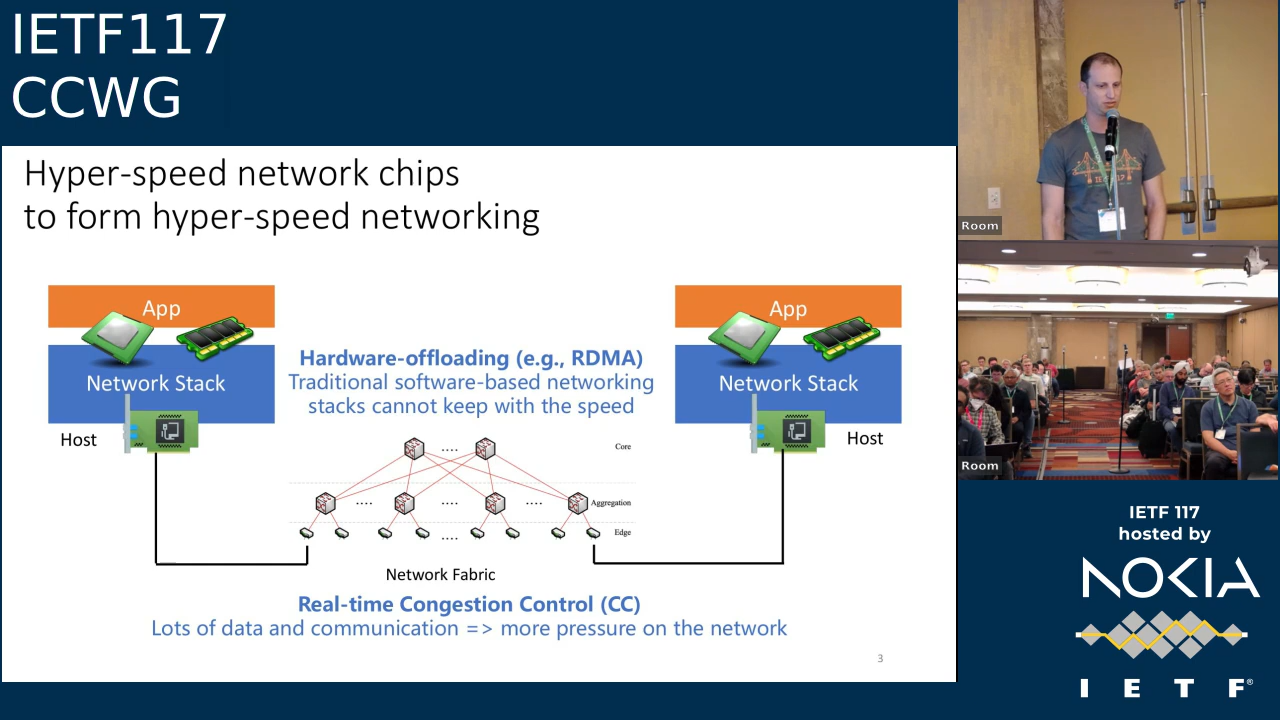 IETF117
CCWG
Hyper-speed network chips
to form hyper-speed networking
App
Network Stack
Host
Hardware-offloading (e.g., RDMA)
Traditional software-based networking
stacks cannot keep with the speed
App
Network Stack
Host
Core
....
Aggregation
.... .... ....
Edge
....
Network Fabric
Real-time Congestion Control (CC)
Lots of data and communication => more pressure on the network
3
Room
IETF 117
Room
IETF 117
hosted by
NOKIA
I E T F®